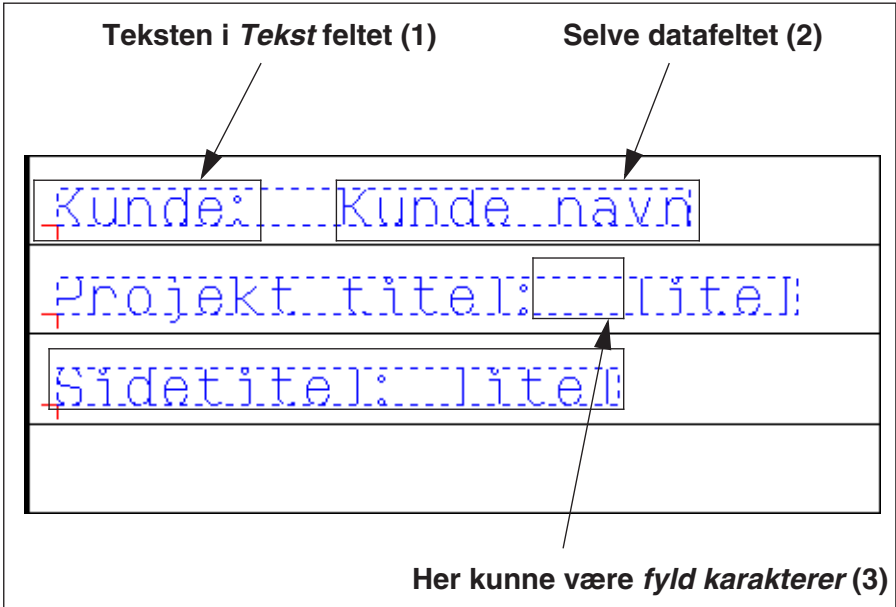 Teksten i Tekst feltet (1) Selve datafeltet (2)
Kunde: Kunde navn
Projekt titel: Titel
Sidetitel: Titel
Her kunne være fyld karakterer (3)